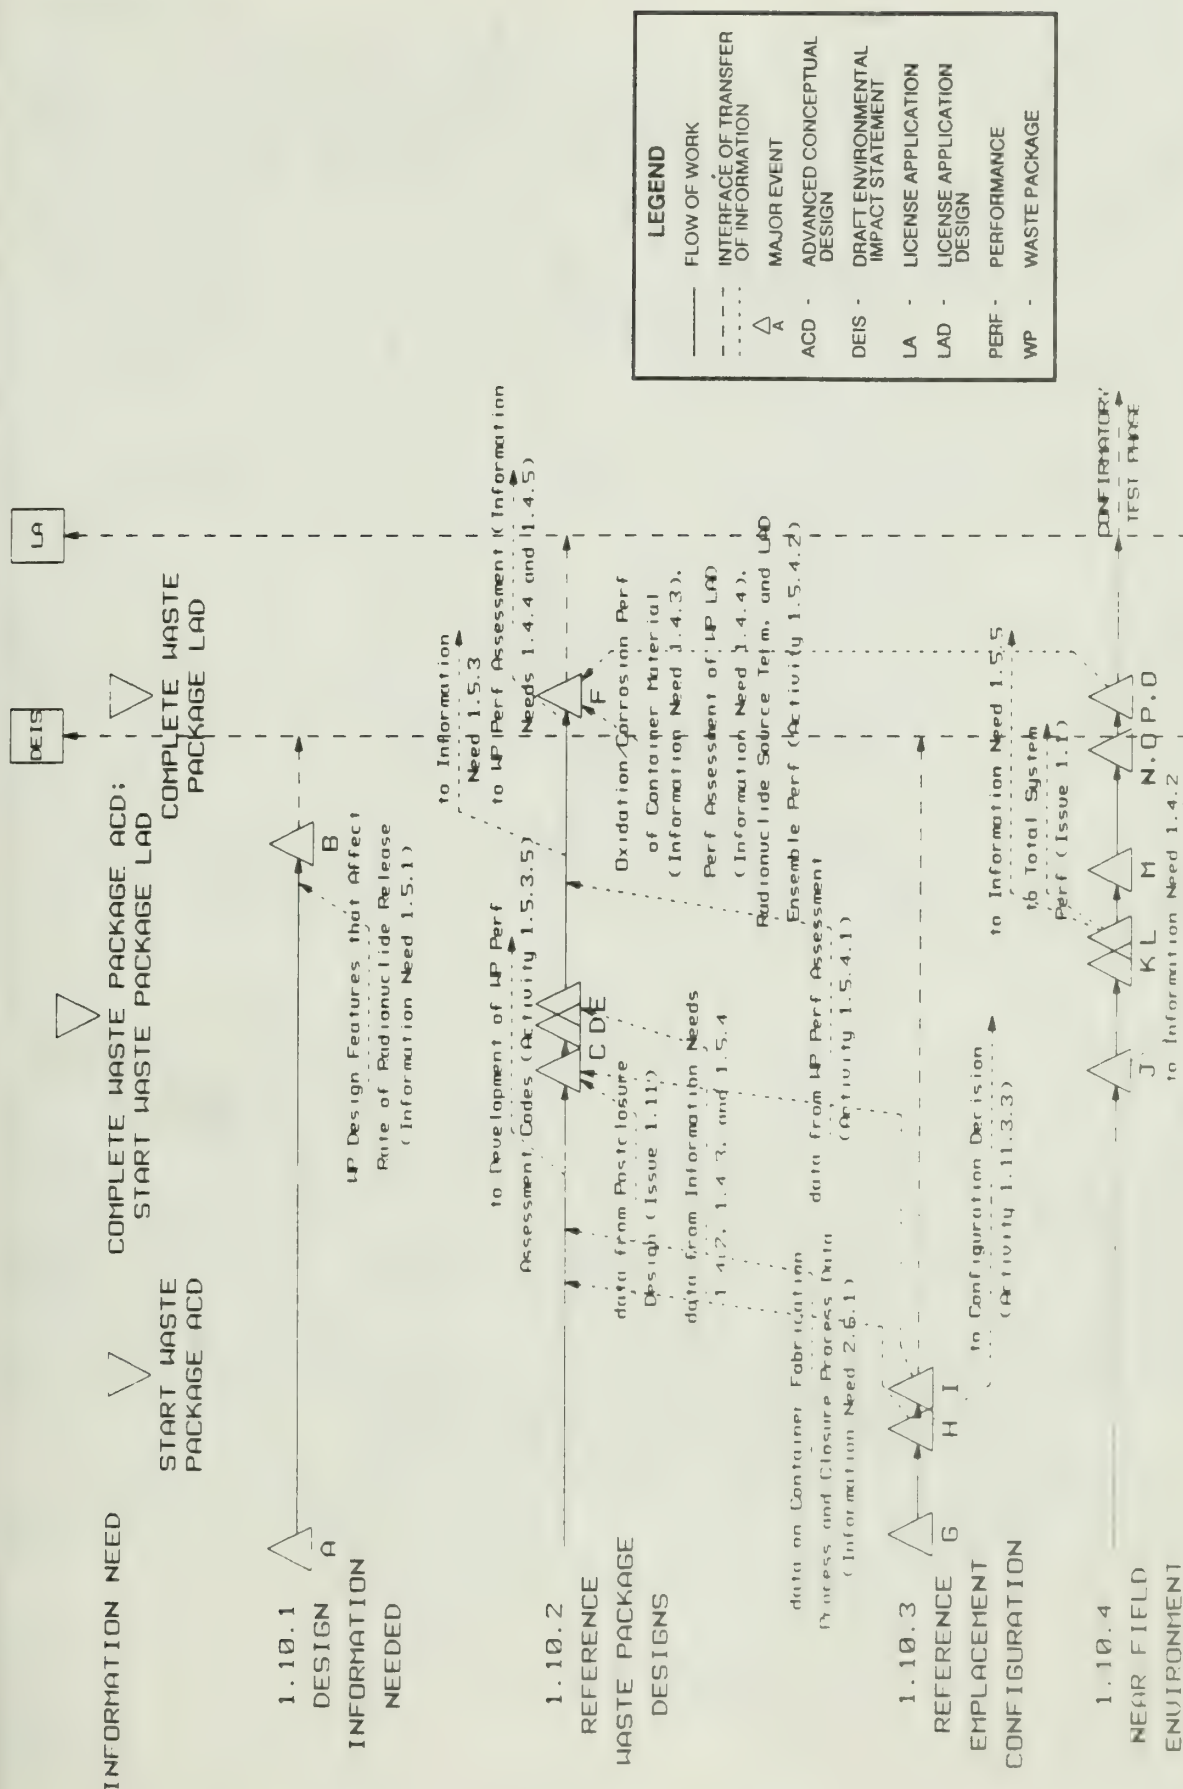 INFORMATION NEED
START WASTE
PACKAGE ACD
COMPLETE WASTE PACKAGE ACD;
START WASTE PACKAGE LAD
COMPLETE WASTE
PACKAGE LAD
DEIS
LA
1.10.1
DESIGN
INFORMATION
NEEDED
A
B
WP Design Features that Affect
Rate of Radionuclide Release
(Information Need 1.5.1)
1.10.2
REFERENCE
WASTE PACKAGE
DESIGNS
to Development of WP Perf
Assessment Codes (Activity 1.5.3.5)
to Information
Need 1.5.3
to WP Perf Assessment (Information
Needs 1.4.4 and 1.4.5)
C D E
F
data from Postclosure
Design (Issue 1.11)
data from Information Needs
1.4.2, 1.4.3, and 1.5.4
Oxidation/Corrosion Perf
of Container Material
(Information Need 1.4.3),
Perf Assessment of WP LAD
(Information Need 1.4.4),
Radionuclide Source Term, and LAD
Ensemble Perf (Activity 1.5.4.2)
data on Container Fabrication
Process and Closure Process Data
(Information Need 2.6.1)
data from WP Perf Assessment
(Activity 1.5.4.1)
1.10.3
REFERENCE
EMPLACEMENT
CONFIGURATION
G
H
I
to Configuration Decision
(Activity 1.11.3.3)
to Information Need 1.5.5
to Total System
Perf (Issue 1.1)
1.10.4
NEAR FIELD
ENVIRONMENT
J
K L
M
N,O
P,O
to Information Need 1.4.2
CONFIRMATORY
TEST PHASE
LEGEND
FLOW OF WORK
INTERFACE OF TRANSFER
OF INFORMATION
A
MAJOR EVENT
ACD - ADVANCED CONCEPTUAL
DESIGN
DEIS - DRAFT ENVIRONMENTAL
IMPACT STATEMENT
LA - LICENSE APPLICATION
LAD - LICENSE APPLICATION
DESIGN
PERF - PERFORMANCE
WP - WASTE PACKAGE